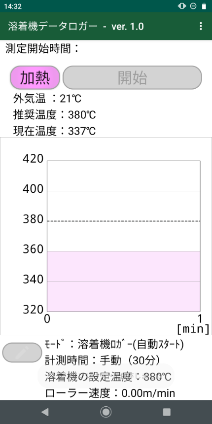 14:32
溶着機データロガー - ver. 1.0
測定開始時間：
加熱
開始
外気温 ：21℃
推奨温度：380℃
現在温度：337℃
420
400
380
360
340
320
0 1
[min]
ﾓｰﾄﾞ：溶着機ﾛｶﾞｰ(自動ｽﾀｰﾄ)
計測時間：手動（30分）
溶着機の設定温度：380℃
ローラー速度：0.00m/min